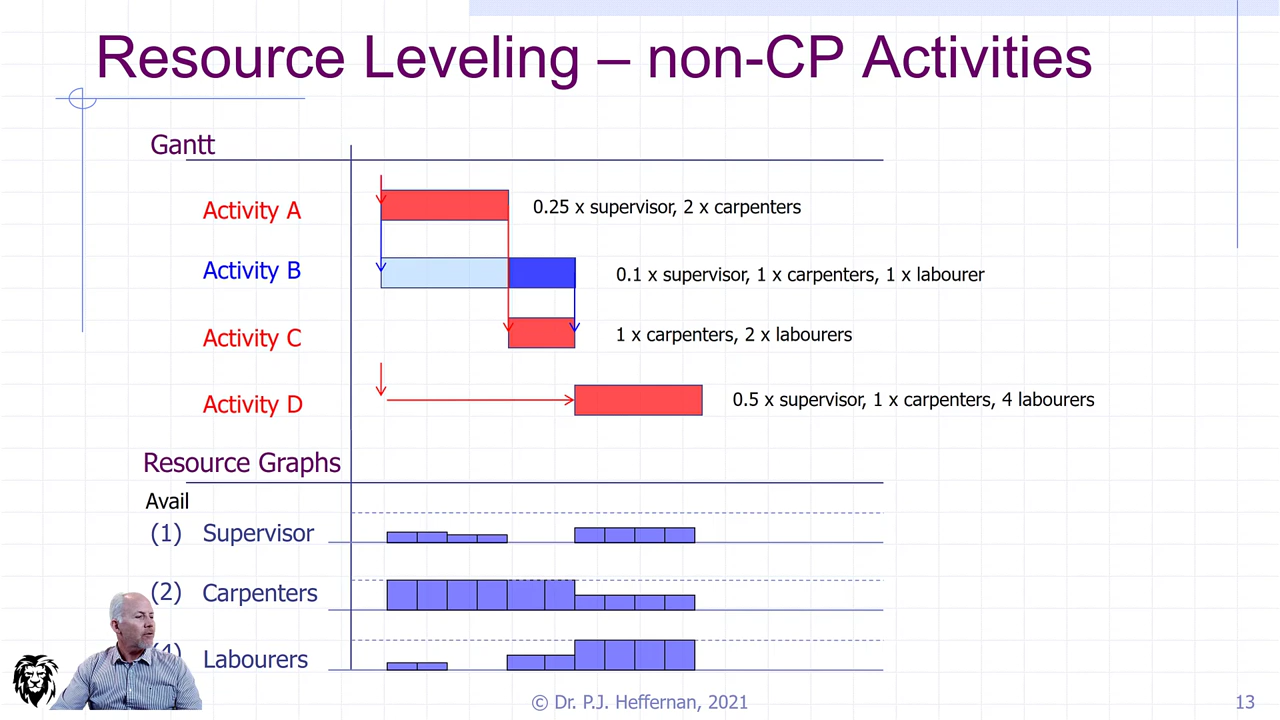 Resource Leveling – non-CP Activities
Gantt
Activity A
0.25 x supervisor, 2 x carpenters
Activity B
0.1 x supervisor, 1 x carpenters, 1 x labourer
Activity C
1 x carpenters, 2 x labourers
Activity D
0.5 x supervisor, 1 x carpenters, 4 labourers
Resource Graphs
Avail
(1) Supervisor
(2) Carpenters
Labourers
© Dr. P.J. Heffernan, 2021
13